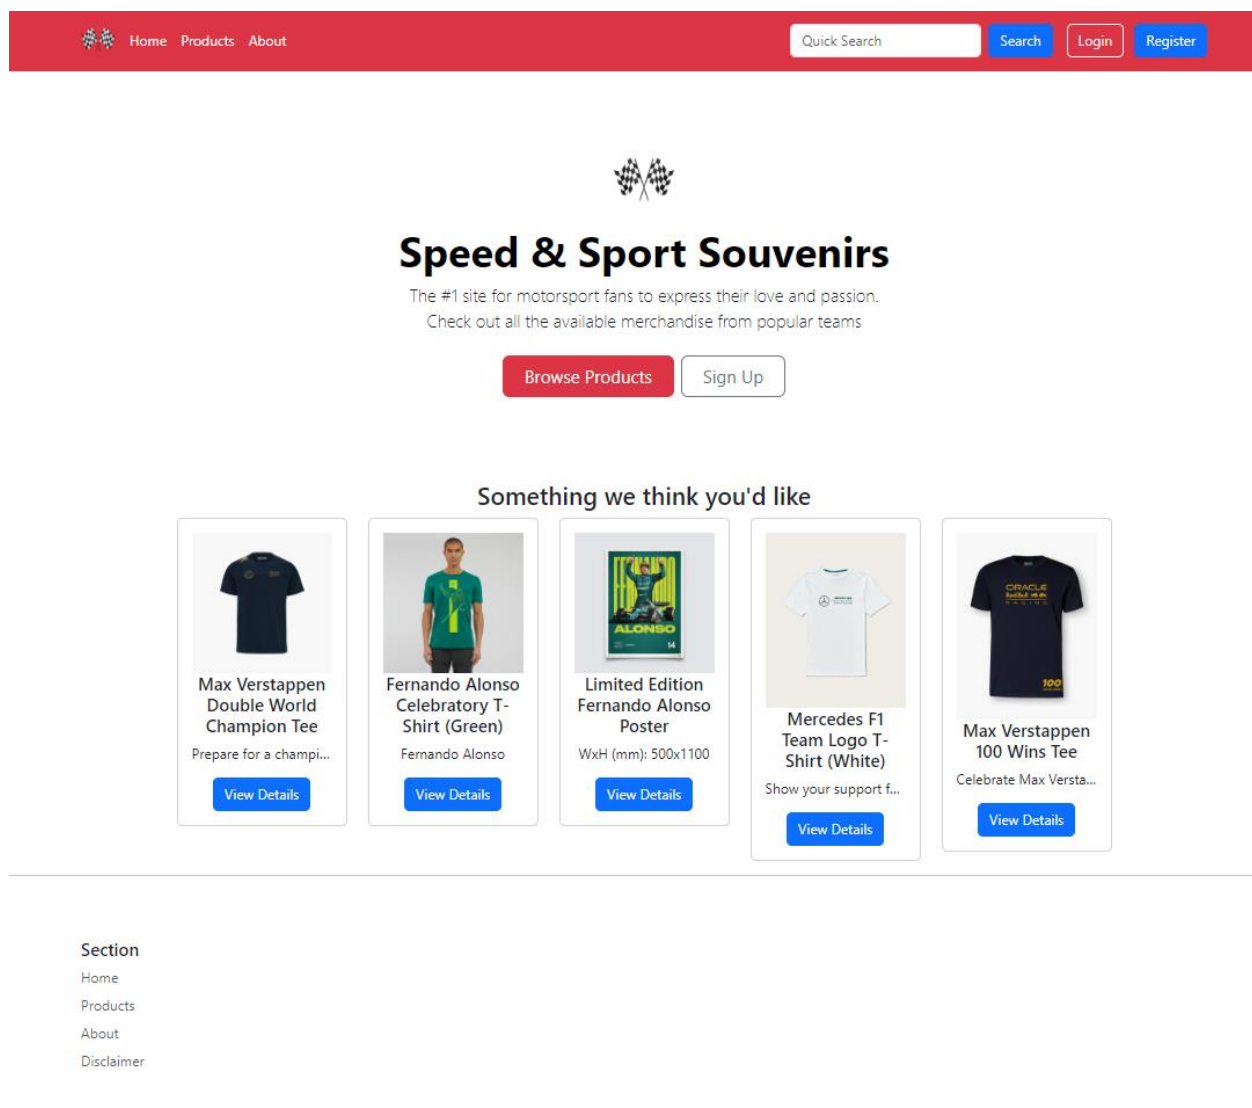 Home Products About Quick Search Search Login Register
Speed & Sport Souvenirs
The #1 site for motorsport fans to express their love and passion.
Check out all the available merchandise from popular teams
Browse Products Sign Up
Something we think you'd like
Max Verstappen
Double World
Champion Tee
Prepare for a champi...
View Details
Fernando Alonso
Celebratory T-
Shirt (Green)
Fernando Alonso
View Details
FERNANDO
ALONSO
14
Limited Edition
Fernando Alonso
Poster
WxH (mm): 500x1100
View Details
Mercedes F1
Team Logo T-
Shirt (White)
Show your support f...
View Details
ORACLE
Red Bull
RACING
100
Max Verstappen
100 Wins Tee
Celebrate Max Versta...
View Details
Section
Home
Products
About
Disclaimer